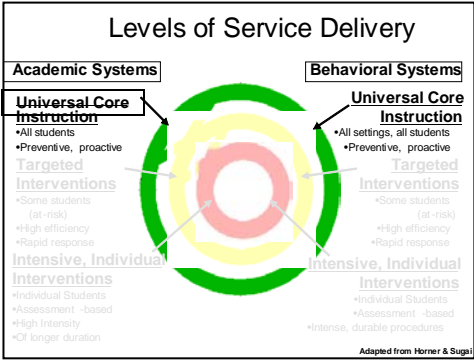 Levels of Service Delivery
Academic Systems
Universal Core
Instruction
•All students
•Preventive, proactive
Targeted
Interventions
•Some students
(at-risk)
•High efficiency
•Rapid response
Intensive, Individual
Interventions
•Individual Students
•Assessment -based
•High Intensity
•Of longer duration
Behavioral Systems
Universal Core
Instruction
•All settings, all students
•Preventive, proactive
Targeted
Interventions
•Some students
(at-risk)
•High efficiency
•Rapid response
Intensive, Individual
Interventions
•Individual Students
•Assessment -based
•Intense, durable procedures
Adapted from Horner & Sugai